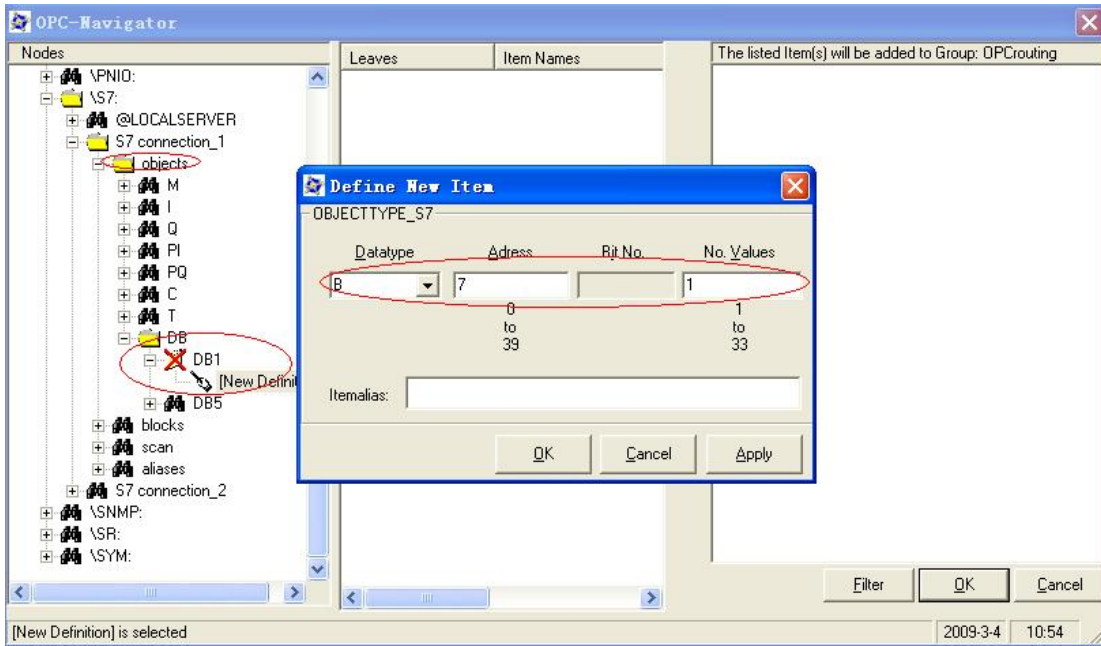 OPC-Navigator
Nodes
\PNIO:
\S7:
@LOCALSERVER
S7 connection_1
objects
M
I
Q
PI
PQ
C
T
DB
DB1
[New Defini
DB5
blocks
scan
aliases
S7 connection_2
\SNMP:
\SR:
\SYM:
Leaves Item Names
The listed Item(s) will be added to Group: OPCrouting
Define New Item
OBJECTTYPE_S7
Datatype Adress Bit No. No. Values
B 7 1
0 1
to to
39 33
Itemalias:
OK Cancel Apply
Filter OK Cancel
[New Definition] is selected 2009-3-4 10:54